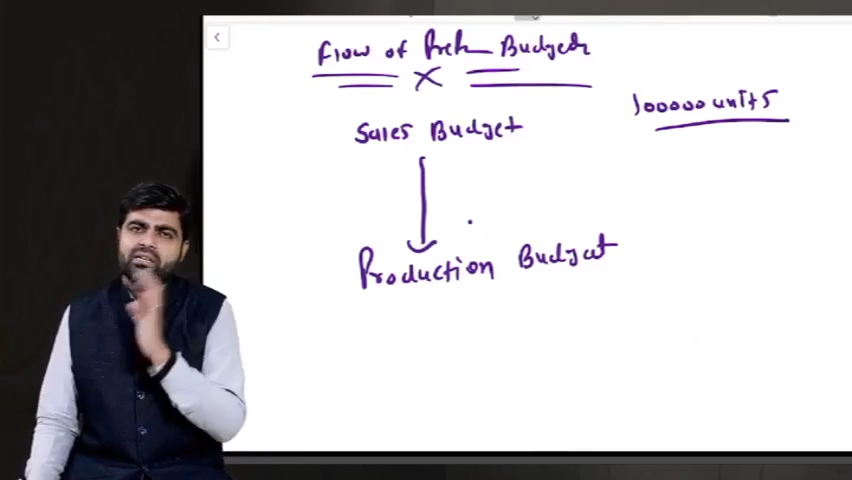 Flow of Budgets
100000 units
Sales Budget
Production Budget